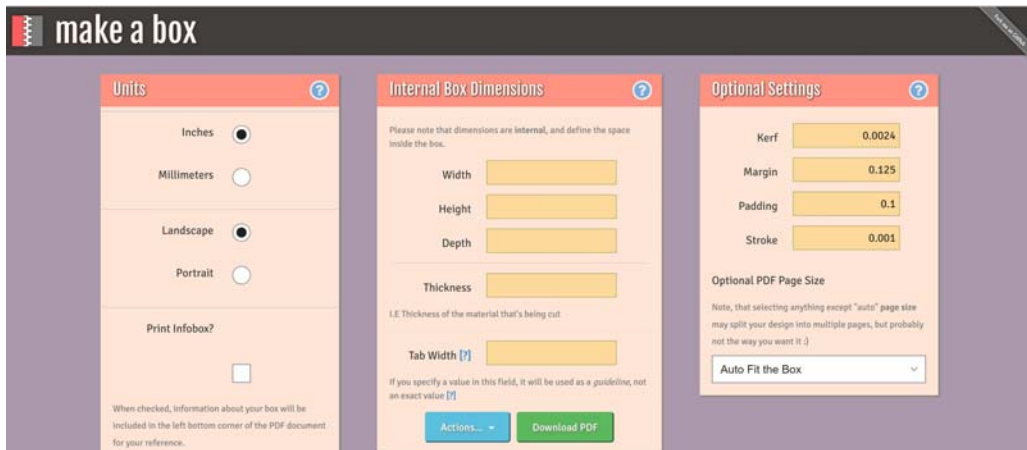 make a box
Fork me on GitHub
Units
Inches
Millimeters
Landscape
Portrait
Print Infobox?
When checked, information about your box will be
included in the left bottom corner of the PDF document
for your reference.
Internal Box Dimensions
Please note that dimensions are internal, and define the space
inside the box.
Width
Height
Depth
Thickness
I.E Thickness of the material that's being cut
Tab Width [?]
If you specify a value in this field, it will be used as a guideline, not
an exact value [?]
Actions...
Download PDF
Optional Settings
Kerf 0.0024
Margin 0.125
Padding 0.1
Stroke 0.001
Optional PDF Page Size
Note, that selecting anything except "auto" page size
may split your design into multiple pages, but probably
not the way you want it :)
Auto Fit the Box